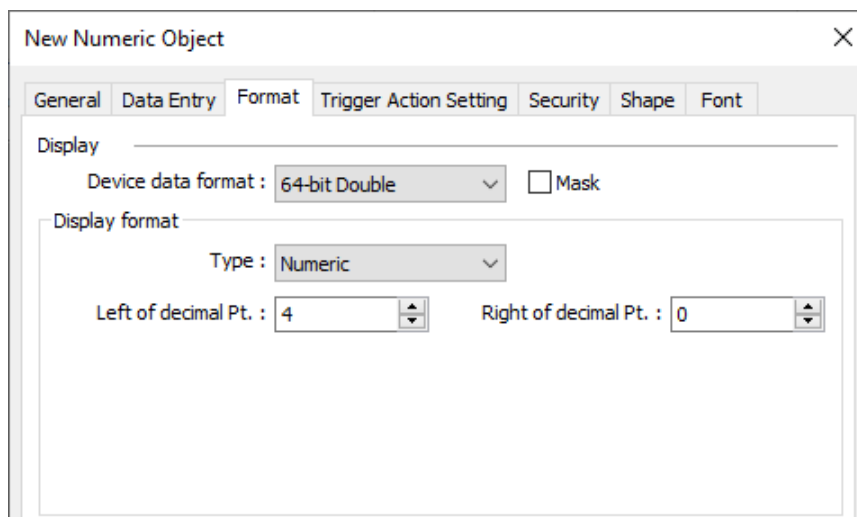 New Numeric Object
General Data Entry Format Trigger Action Setting Security Shape Font
Display
Device data format : 64-bit Double Mask
Display format
Type : Numeric
Left of decimal Pt. : 4 Right of decimal Pt. : 0